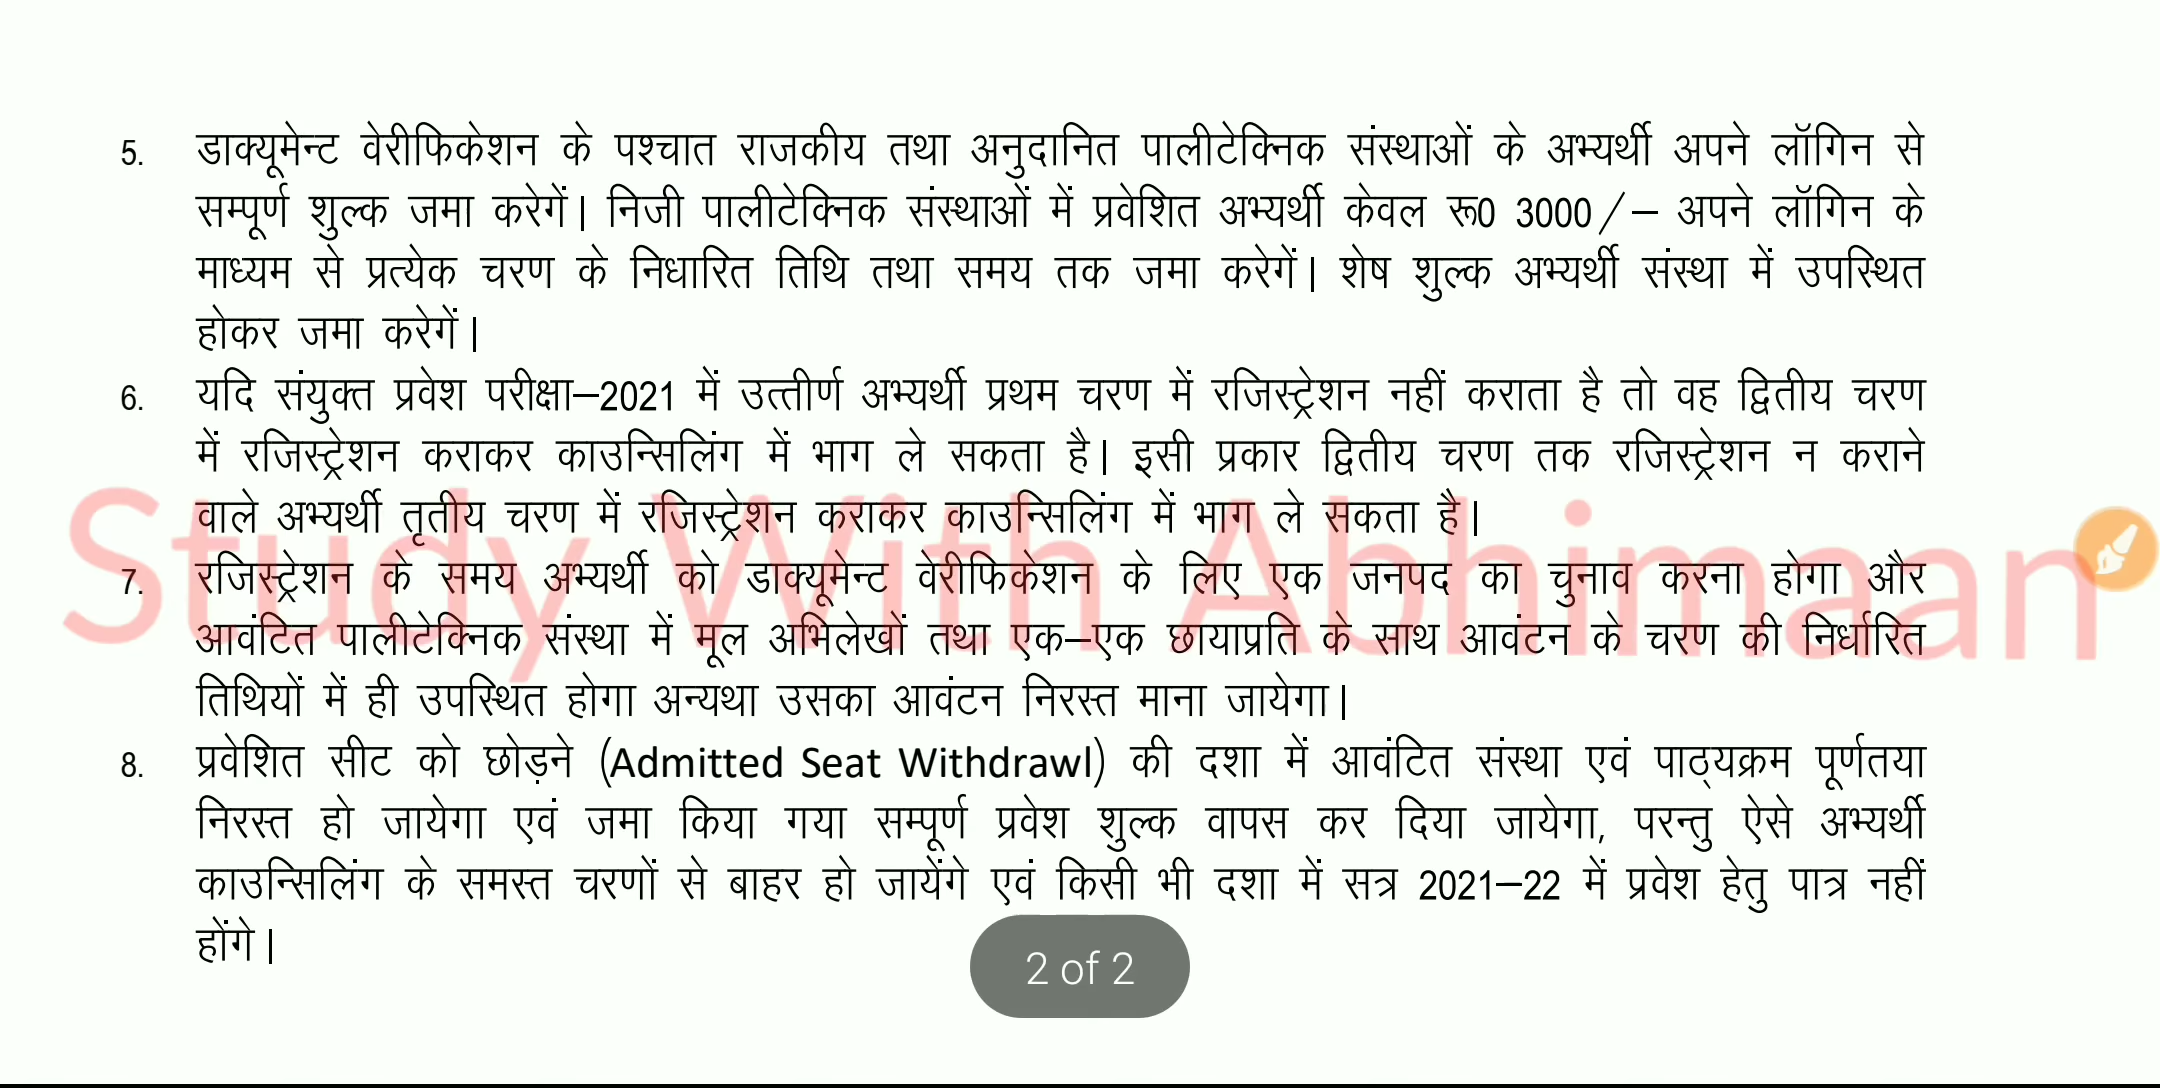 5. डाक्यूमेन्ट वेरीफिकेशन के पश्चात राजकीय तथा अनुदानित पालीटेक्निक संस्थाओं के अभ्यर्थी अपने लॉगिन से
सम्पूर्ण शुल्क जमा करेगें। निजी पालीटेक्निक संस्थाओं में प्रवेशित अभ्यर्थी केवल रू0 3000/– अपने लॉगिन के
माध्यम से प्रत्येक चरण के निधारित तिथि तथा समय तक जमा करेगें। शेष शुल्क अभ्यर्थी संस्था में उपस्थित
होकर जमा करेगें।
6. यदि संयुक्त प्रवेश परीक्षा–2021 में उत्तीर्ण अभ्यर्थी प्रथम चरण में रजिस्ट्रेशन नहीं कराता है तो वह द्वितीय चरण
में रजिस्ट्रेशन कराकर काउन्सिलिंग में भाग ले सकता है। इसी प्रकार द्वितीय चरण तक रजिस्ट्रेशन न कराने
वाले अभ्यर्थी तृतीय चरण में रजिस्ट्रेशन कराकर काउन्सिलिंग में भाग ले सकता है।
Study With Abhimaan
7. रजिस्ट्रेशन के समय अभ्यर्थी को डाक्यूमेन्ट वेरीफिकेशन के लिए एक जनपद का चुनाव करना होगा और
आवंटित पालीटेक्निक संस्था में मूल अभिलेखों तथा एक–एक छायाप्रति के साथ आवंटन के चरण की निर्धारित
तिथियों में ही उपस्थित होगा अन्यथा उसका आवंटन निरस्त माना जायेगा।
8. प्रवेशित सीट को छोड़ने (Admitted Seat Withdrawl) की दशा में आवंटित संस्था एवं पाठ्यक्रम पूर्णतया
निरस्त हो जायेगा एवं जमा किया गया सम्पूर्ण प्रवेश शुल्क वापस कर दिया जायेगा, परन्तु ऐसे अभ्यर्थी
काउन्सिलिंग के समस्त चरणों से बाहर हो जायेंगे एवं किसी भी दशा में सत्र 2021–22 में प्रवेश हेतु पात्र नहीं
होंगे।
2 of 2